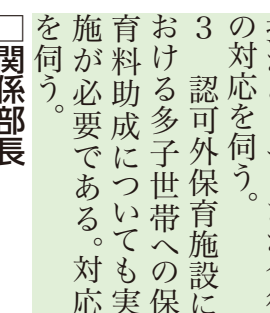 の対応を伺う。
3　認可外保育施設に
おける多子世帯への保
育料助成についても実
施が必要である。対応
を伺う。
□関係部長